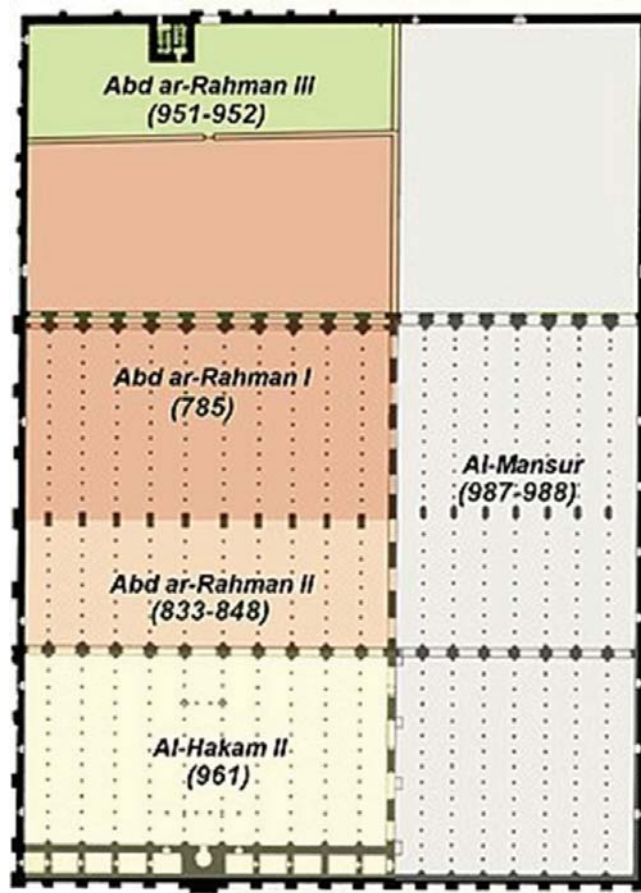 Abd ar-Rahman III
(951-952)
Abd ar-Rahman I
(785)
Al-Mansur
(987-988)
Abd ar-Rahman II
(833-848)
Al-Hakam II
(961)